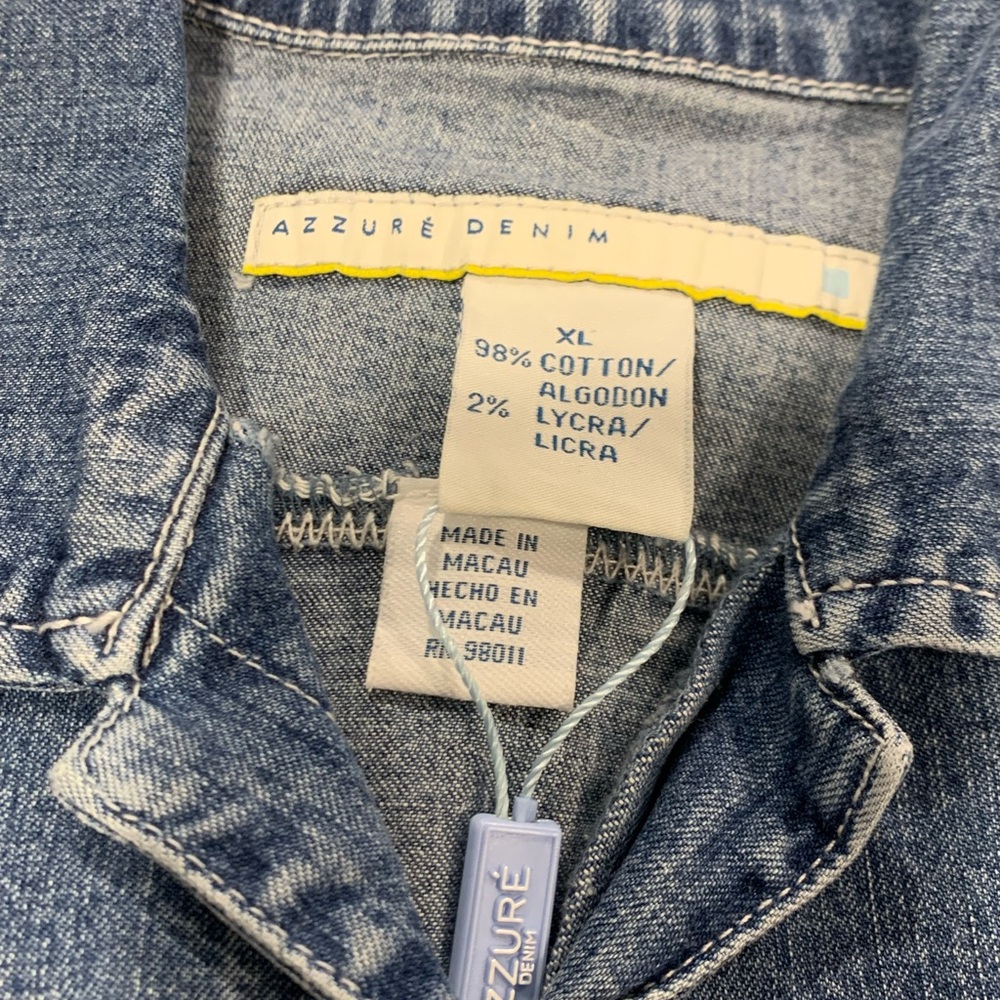 AZZURÉ DENIM
XL
98% COTTON/
ALGODON
2% LYCRA/
LICRA
MADE IN
MACAU
HECHO EN
MACAU
RN 98011
AZZURÉ
DENIM